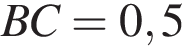 BC = 0,5